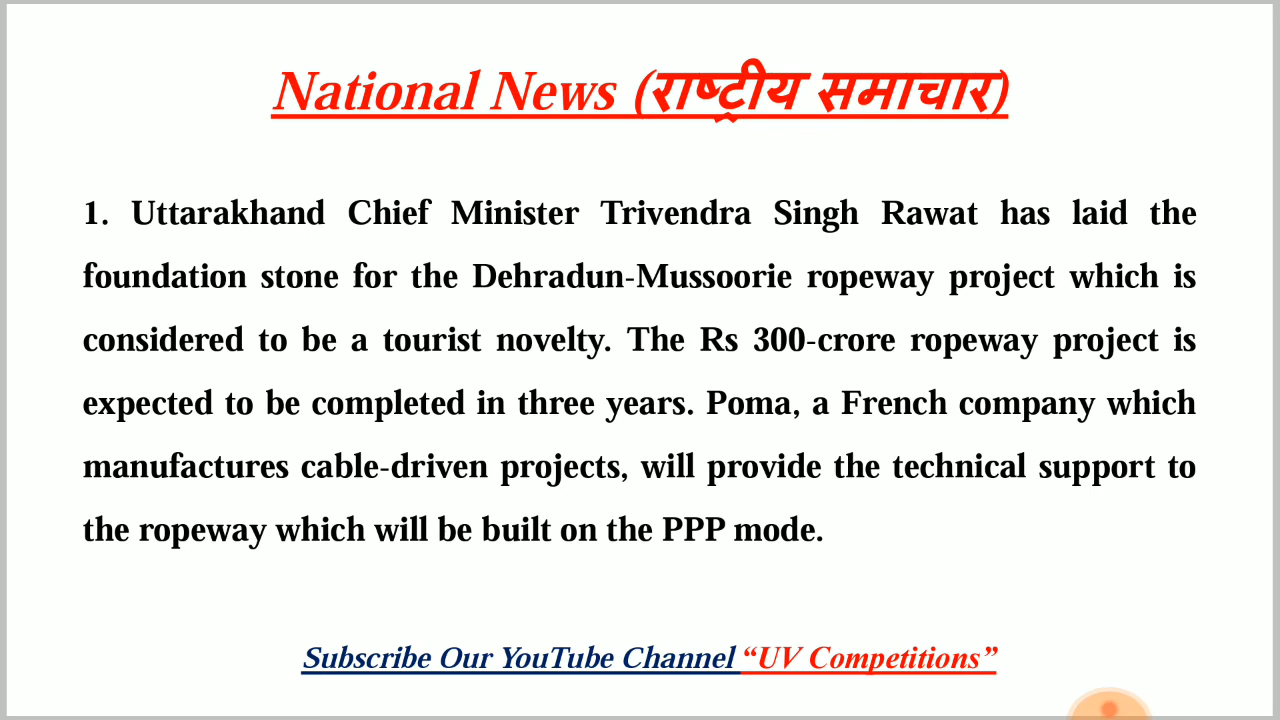 National News (राष्ट्रीय समाचार)
1. Uttarakhand Chief Minister Trivendra Singh Rawat has laid the
foundation stone for the Dehradun-Mussoorie ropeway project which is
considered to be a tourist novelty. The Rs 300-crore ropeway project is
expected to be completed in three years. Poma, a French company which
manufactures cable-driven projects, will provide the technical support to
the ropeway which will be built on the PPP mode.
Subscribe Our YouTube Channel “UV Competitions”